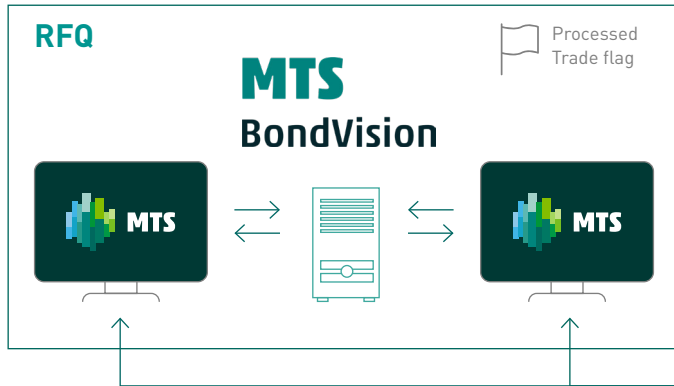 RFQ
Processed
Trade flag
MTS
BondVision
MTS
MTS